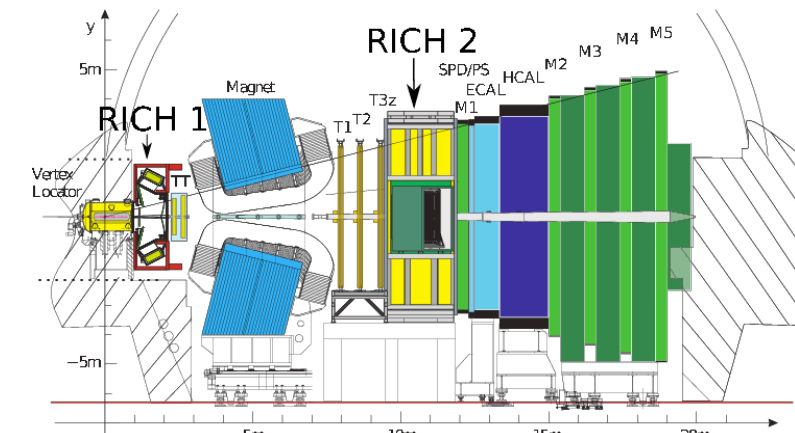 y
5m
RICH 2
SPD/PS
ECAL
HCAL
M1
M2
M3
M4
M5
Magnet
T1
T2
T3z
RICH 1
Vertex
Locator
TT
−5m
5m
10m
15m
20m